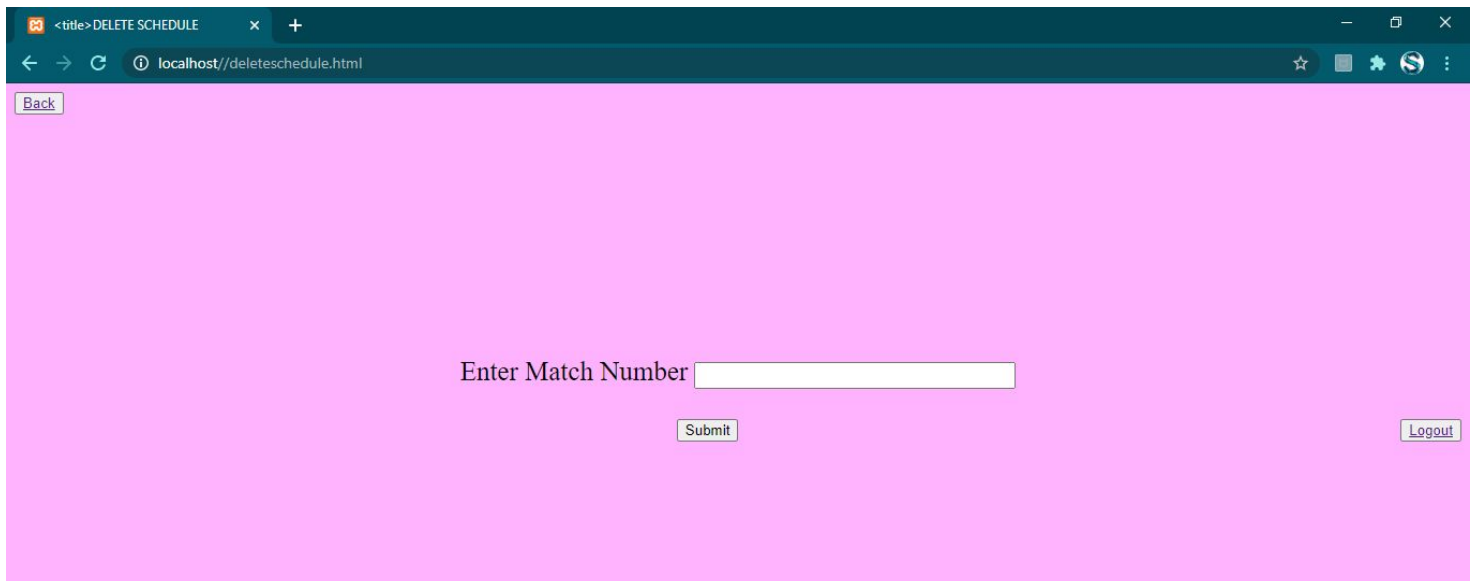 <title>DELETE SCHEDULE
localhost//deleteschedule.html
Back
Enter Match Number
Submit
Logout